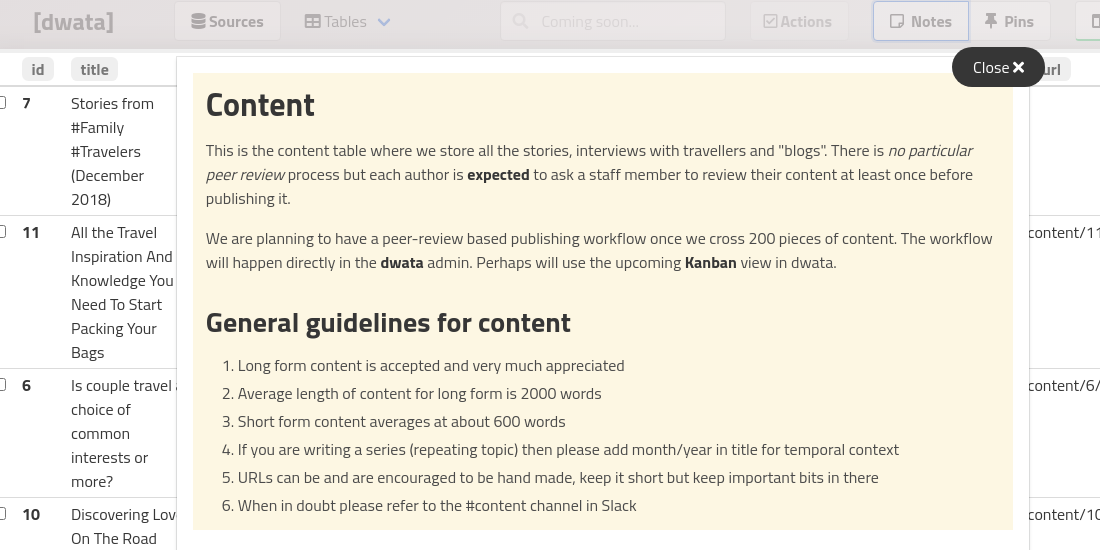 [dwata] Sources Tables Coming soon... Actions Notes Pins
Close
id title url
Content
This is the content table where we store all the stories, interviews with travellers and "blogs". There is no particular
peer review process but each author is expected to ask a staff member to review their content at least once before
publishing it.
We are planning to have a peer-review based publishing workflow once we cross 200 pieces of content. The workflow
will happen directly in the dwata admin. Perhaps will use the upcoming Kanban view in dwata.
General guidelines for content
1. Long form content is accepted and very much appreciated
2. Average length of content for long form is 2000 words
3. Short form content averages at about 600 words
4. If you are writing a series (repeating topic) then please add month/year in title for temporal context
5. URLs can be and are encouraged to be hand made, keep it short but keep important bits in there
6. When in doubt please refer to the #content channel in Slack
7 Stories from
#Family
#Travelers
(December
2018)
11 All the Travel content/11
Inspiration And
Knowledge You
Need To Start
Packing Your
Bags
6 Is couple travel content/6/
choice of
common
interests or
more?
10 Discovering Lov content/10
On The Road